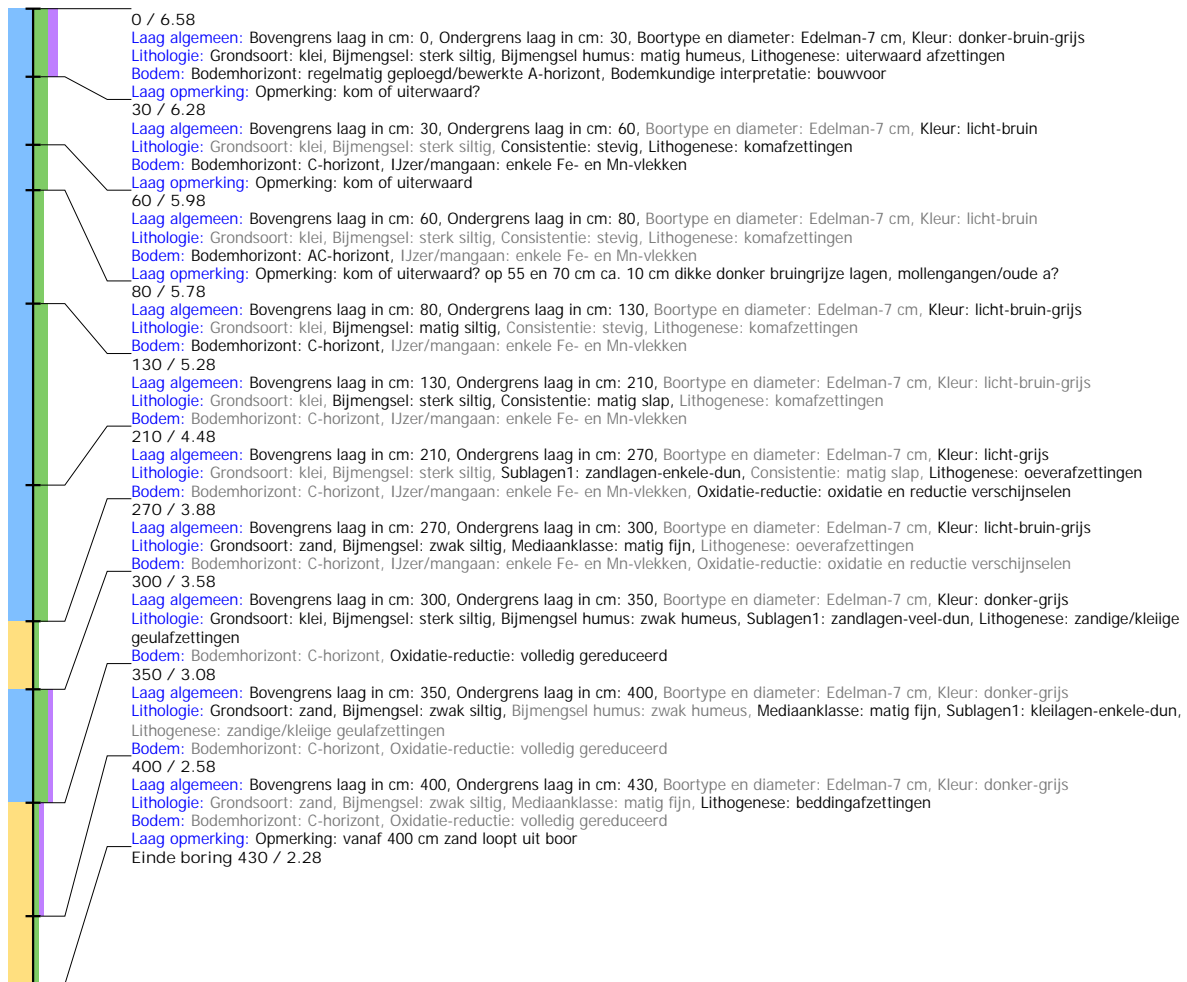 0 / 6.58
Laag algemeen: Bovengrens laag in cm: 0, Ondergrens laag in cm: 30, Boortype en diameter: Edelman-7 cm, Kleur: donker-bruin-grijs
Lithologie: Grondsoort: klei, Bijmengsel: sterk siltig, Bijmengsel humus: matig humeus, Lithogenese: uiterwaard afzettingen
Bodem: Bodemhorizont: regelmatig geploegd/bewerkte A-horizont, Bodemkundige interpretatie: bouwvoor
Laag opmerking: Opmerking: kom of uiterwaard?
30 / 6.28
Laag algemeen: Bovengrens laag in cm: 30, Ondergrens laag in cm: 60, Boortype en diameter: Edelman-7 cm, Kleur: licht-bruin
Lithologie: Grondsoort: klei, Bijmengsel: sterk siltig, Consistentie: stevig, Lithogenese: komafzettingen
Bodem: Bodemhorizont: C-horizont, IJzer/mangaan: enkele Fe- en Mn-vlekken
Laag opmerking: Opmerking: kom of uiterwaard
60 / 5.98
Laag algemeen: Bovengrens laag in cm: 60, Ondergrens laag in cm: 80, Boortype en diameter: Edelman-7 cm, Kleur: licht-bruin
Lithologie: Grondsoort: klei, Bijmengsel: sterk siltig, Consistentie: stevig, Lithogenese: komafzettingen
Bodem: Bodemhorizont: AC-horizont, IJzer/mangaan: enkele Fe- en Mn-vlekken
Laag opmerking: Opmerking: kom of uiterwaard? op 55 en 70 cm ca. 10 cm dikke donker bruingrijze lagen, mollengangen/oude a?
80 / 5.78
Laag algemeen: Bovengrens laag in cm: 80, Ondergrens laag in cm: 130, Boortype en diameter: Edelman-7 cm, Kleur: licht-bruin-grijs
Lithologie: Grondsoort: klei, Bijmengsel: matig siltig, Consistentie: stevig, Lithogenese: komafzettingen
Bodem: Bodemhorizont: C-horizont, IJzer/mangaan: enkele Fe- en Mn-vlekken
130 / 5.28
Laag algemeen: Bovengrens laag in cm: 130, Ondergrens laag in cm: 210, Boortype en diameter: Edelman-7 cm, Kleur: licht-bruin-grijs
Lithologie: Grondsoort: klei, Bijmengsel: sterk siltig, Consistentie: matig slap, Lithogenese: komafzettingen
Bodem: Bodemhorizont: C-horizont, IJzer/mangaan: enkele Fe- en Mn-vlekken
210 / 4.48
Laag algemeen: Bovengrens laag in cm: 210, Ondergrens laag in cm: 270, Boortype en diameter: Edelman-7 cm, Kleur: licht-grijs
Lithologie: Grondsoort: klei, Bijmengsel: sterk siltig, Sublagen1: zandlagen-enkele-dun, Consistentie: matig slap, Lithogenese: oeverafzettingen
Bodem: Bodemhorizont: C-horizont, IJzer/mangaan: enkele Fe- en Mn-vlekken, Oxidatie-reductie: oxidatie en reductie verschijnselen
270 / 3.88
Laag algemeen: Bovengrens laag in cm: 270, Ondergrens laag in cm: 300, Boortype en diameter: Edelman-7 cm, Kleur: licht-bruin-grijs
Lithologie: Grondsoort: zand, Bijmengsel: zwak siltig, Mediaanklasse: matig fijn, Lithogenese: oeverafzettingen
Bodem: Bodemhorizont: C-horizont, IJzer/mangaan: enkele Fe- en Mn-vlekken, Oxidatie-reductie: oxidatie en reductie verschijnselen
300 / 3.58
Laag algemeen: Bovengrens laag in cm: 300, Ondergrens laag in cm: 350, Boortype en diameter: Edelman-7 cm, Kleur: donker-grijs
Lithologie: Grondsoort: klei, Bijmengsel: sterk siltig, Bijmengsel humus: zwak humeus, Sublagen1: zandlagen-veel-dun, Lithogenese: zandige/kleiige
geulafzettingen
Bodem: Bodemhorizont: C-horizont, Oxidatie-reductie: volledig gereduceerd
350 / 3.08
Laag algemeen: Bovengrens laag in cm: 350, Ondergrens laag in cm: 400, Boortype en diameter: Edelman-7 cm, Kleur: donker-grijs
Lithologie: Grondsoort: zand, Bijmengsel: zwak siltig, Bijmengsel humus: zwak humeus, Mediaanklasse: matig fijn, Sublagen1: kleilagen-enkele-dun,
Lithogenese: zandige/kleiige geulafzettingen
Bodem: Bodemhorizont: C-horizont, Oxidatie-reductie: volledig gereduceerd
400 / 2.58
Laag algemeen: Bovengrens laag in cm: 400, Ondergrens laag in cm: 430, Boortype en diameter: Edelman-7 cm, Kleur: donker-grijs
Lithologie: Grondsoort: zand, Bijmengsel: zwak siltig, Mediaanklasse: matig fijn, Lithogenese: beddingafzettingen
Bodem: Bodemhorizont: C-horizont, Oxidatie-reductie: volledig gereduceerd
Laag opmerking: Opmerking: vanaf 400 cm zand loopt uit boor
Einde boring 430 / 2.28